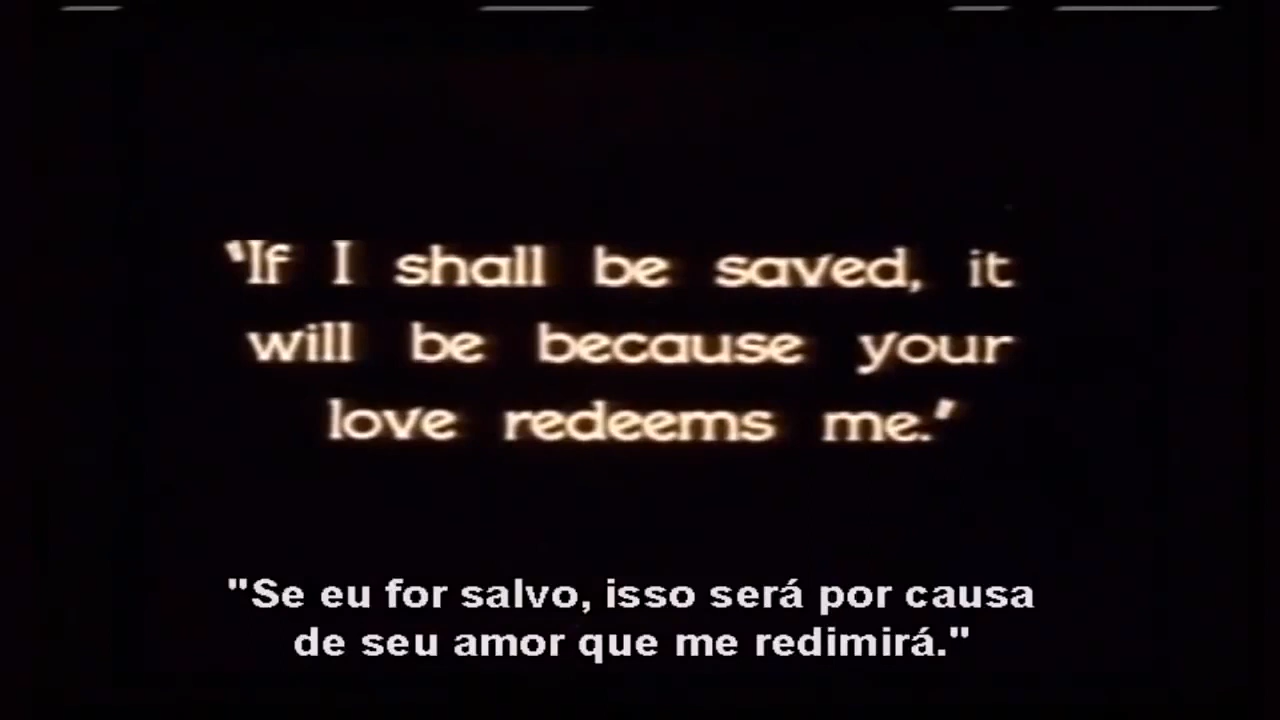 "If I shall be saved, it
will be because your
love redeems me."
"Se eu for salvo, isso será por causa
de seu amor que me redimirá."